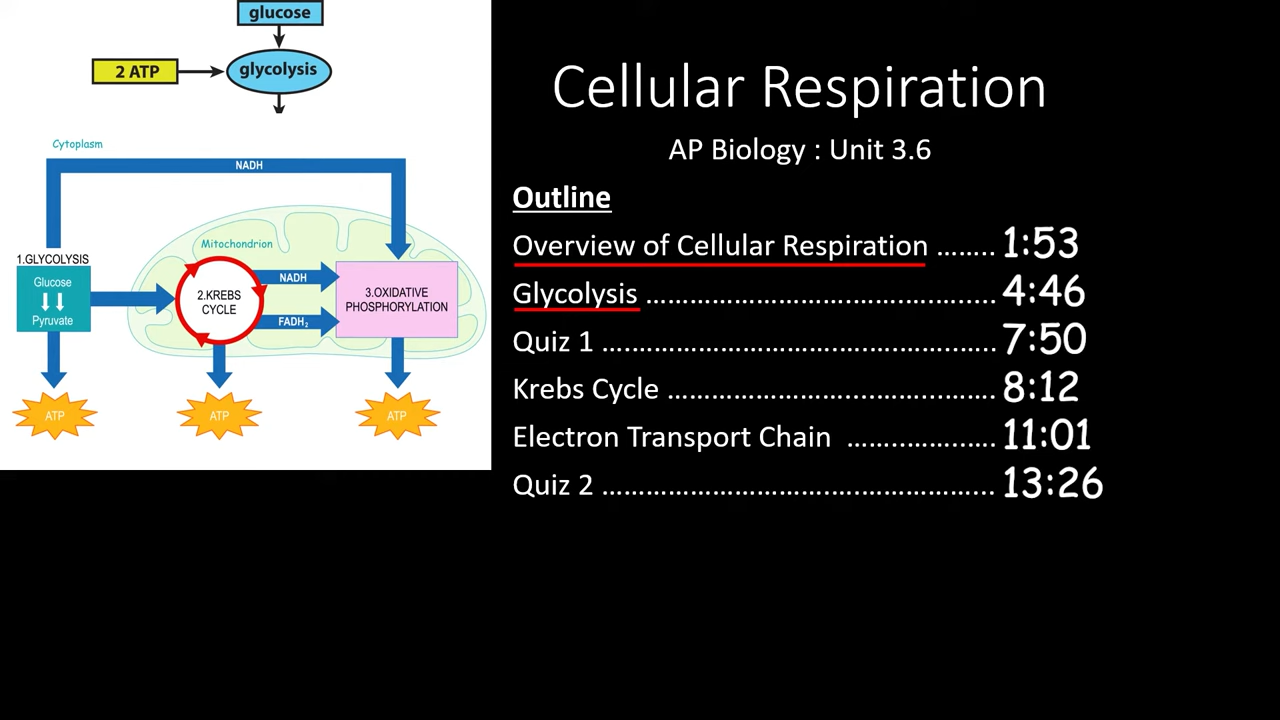 glucose
2 ATP
glycolysis
Cytoplasm
NADH
Mitochondrion
1.GLYCOLYSIS
Glucose
Pyruvate
2.KREBS
CYCLE
NADH
FADH₂
3.OXIDATIVE
PHOSPHORYLATION
ATP
ATP
ATP
Cellular Respiration
AP Biology : Unit 3.6
Outline
Overview of Cellular Respiration ........ 1:53
Glycolysis ................................................ 4:46
Quiz 1 ...................................................... 7:50
Krebs Cycle ............................................. 8:12
Electron Transport Chain .................... 11:01
Quiz 2 ...................................................... 13:26